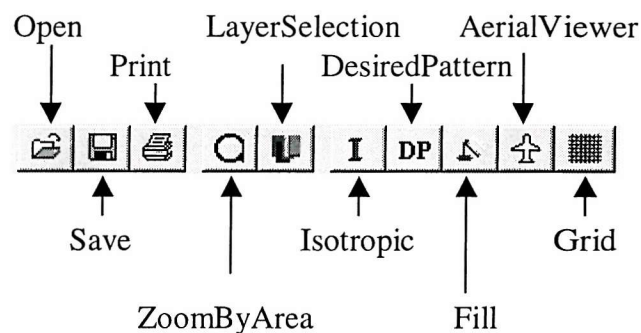 Open
LayerSelection
AerialViewer
Print
DesiredPattern
I
DP
Save
Isotropic
Grid
ZoomByArea
Fill